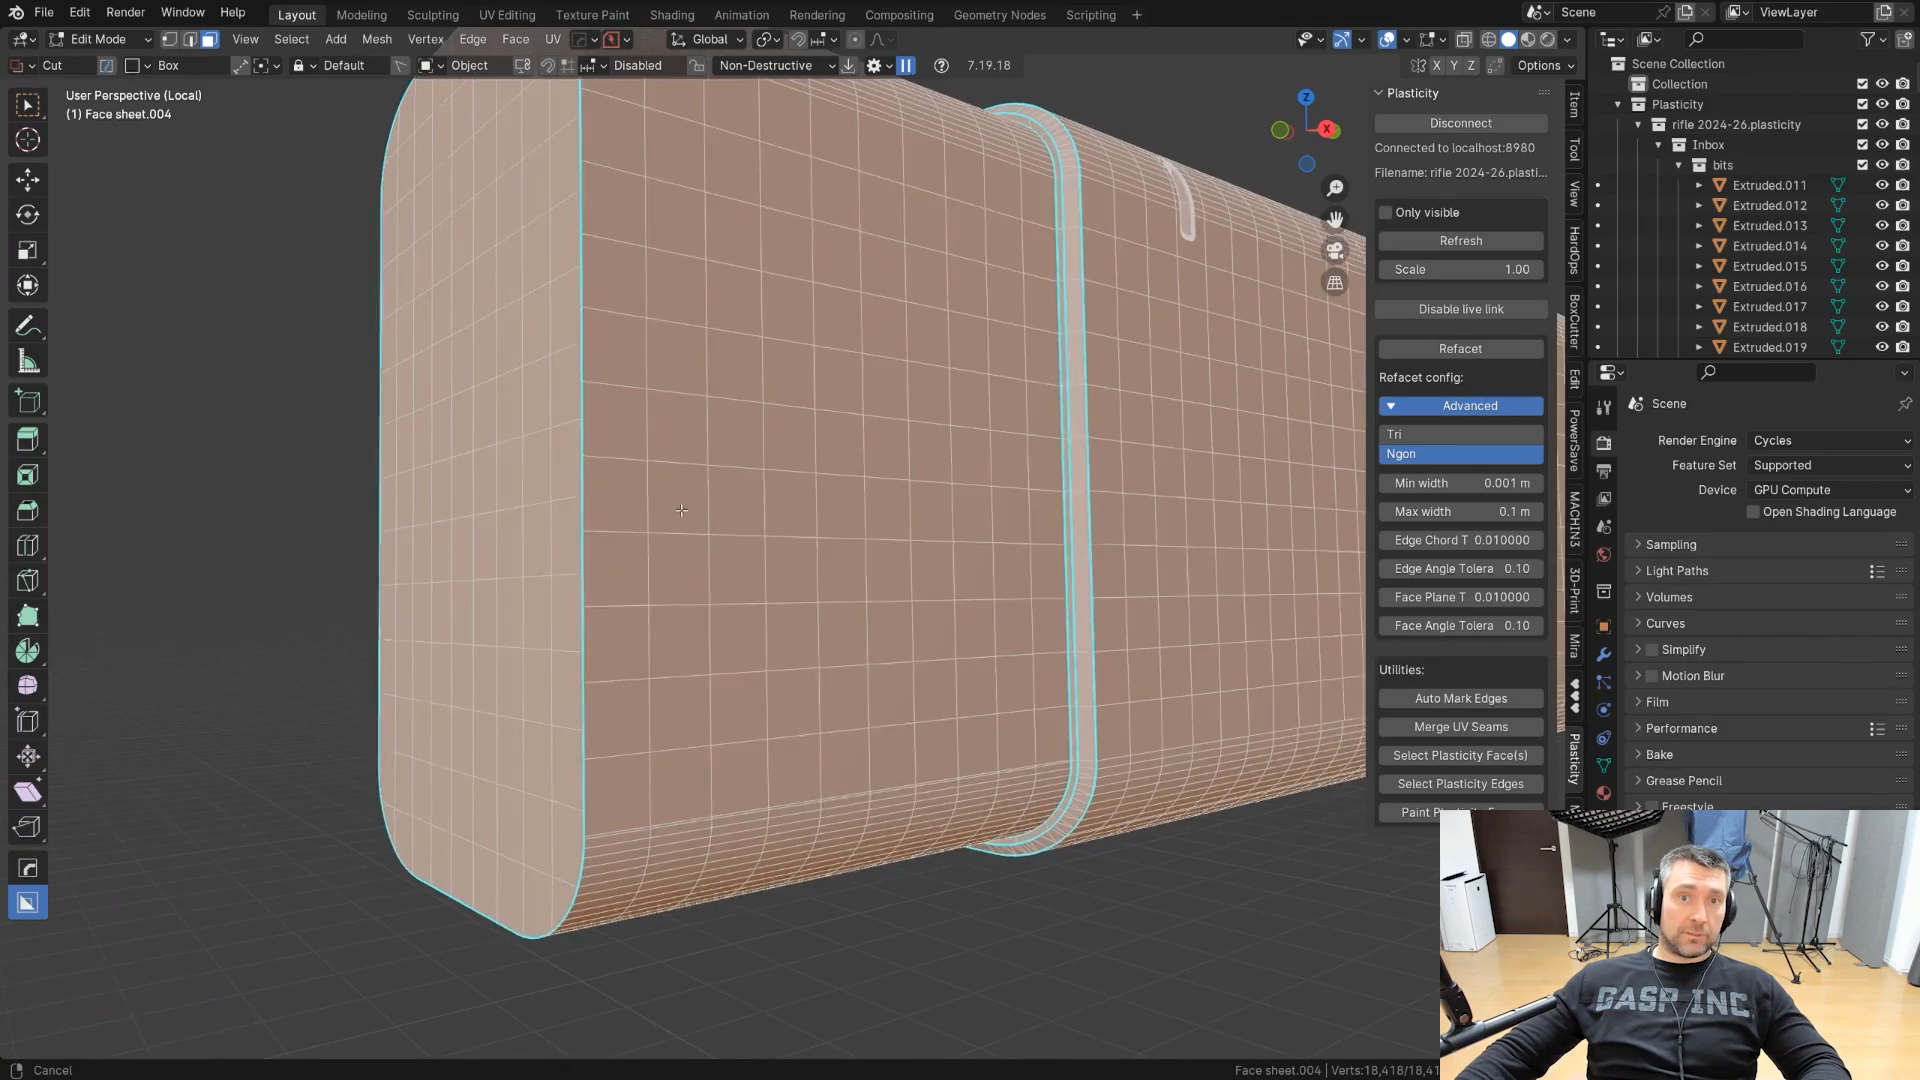 File Edit Render Window Help Layout Modeling Sculpting UV Editing Texture Paint Shading Animation Rendering Compositing Geometry Nodes Scripting + Scene ViewLayer
Edit Mode View Select Add Mesh Vertex Edge Face UV Global
Cut Box Default Object Disabled Non-Destructive 7.19.18 X Y Z Options
User Perspective (Local)
(1) Face sheet.004
Z
X
Plasticity
Disconnect
Connected to localhost:8980
Filename: rifle 2024-26.plasti...
Only visible
Refresh
Scale 1.00
Disable live link
Refacet
Refacet config:
Advanced
Tri
Ngon
Min width 0.001 m
Max width 0.1 m
Edge Chord T 0.010000
Edge Angle Tolera 0.10
Face Plane T 0.010000
Face Angle Tolera 0.10
Utilities:
Auto Mark Edges
Merge UV Seams
Select Plasticity Face(s)
Select Plasticity Edges
Item
Tool
View
HardOps
BoxCutter
Edit
PowerSave
MACHIN3
3D-Print
Mira
Plasticity
Scene Collection
Collection
Plasticity
rifle 2024-26.plasticity
Inbox
bits
Extruded.011
Extruded.012
Extruded.013
Extruded.014
Extruded.015
Extruded.016
Extruded.017
Extruded.018
Extruded.019
Scene
Render Engine Cycles
Feature Set Supported
Device GPU Compute
Open Shading Language
Sampling
Light Paths
Volumes
Curves
Simplify
Motion Blur
Film
Performance
Bake
Grease Pencil
Freestyle
GASP INC.
Cancel
Face sheet.004 | Verts:18,418/18,41